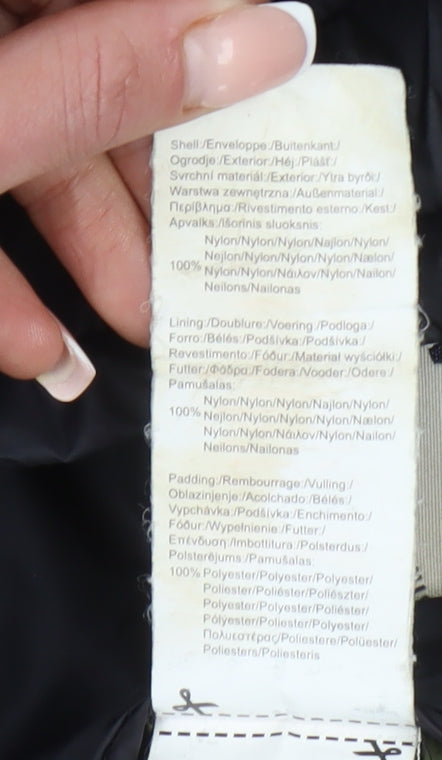 Shell:/Enveloppe:/Buitenkant:/
Ogrodje:/Exterior:/Héj:/Plášť:/
Svrchní materiál:/Exterior:/Ytra byrði:/
Warstwa zewnętrzna:/Außenmaterial:/
Περίβλημα:/Rivestimento esterno:/Kest:/
Apvalks:/Išorinis sluoksnis:
Nylon/Nylon/Nylon/Najlon/Nylon/
Nejlon/Nylon/Nylon/Nylon/Nælon/
100% Nylon/Nylon/Νάιλον/Nylon/Nailon/
Neilons/Nailonas
Lining:/Doublure:/Voering:/Podloga:/
Forro:/Bélés:/Podšívka:/Podšívka:/
Revestimento:/Fóður:/Materiał wyściółki:/
Futter:/Φόδρα:/Fodera:/Vooder:/Odere:/
Pamušalas:
Nylon/Nylon/Nylon/Najlon/Nylon/
100% Nejlon/Nylon/Nylon/Nylon/Nælon/
Nylon/Nylon/Νάιλον/Nylon/Nailon/
Neilons/Nailonas
Padding:/Rembourrage:/Vulling:/
Oblazinjenje:/Acolchado:/Bélés:/
Vypchávka:/Podšívka:/Enchimento:/
Fóður:/Wypełnienie:/Futter:/
Επένδυση:/Imbottitura:/Polsterdus:/
Polsterējums:/Pamušalas:
100% Polyester/Polyester/Polyester/
Poliester/Poliéster/Poliészter/
Polyester/Polyester/Poliéster/
Pólýester/Poliester/Polyester/
Πολυεστέρας/Poliestere/Polüester/
Poliesters/Poliesteris